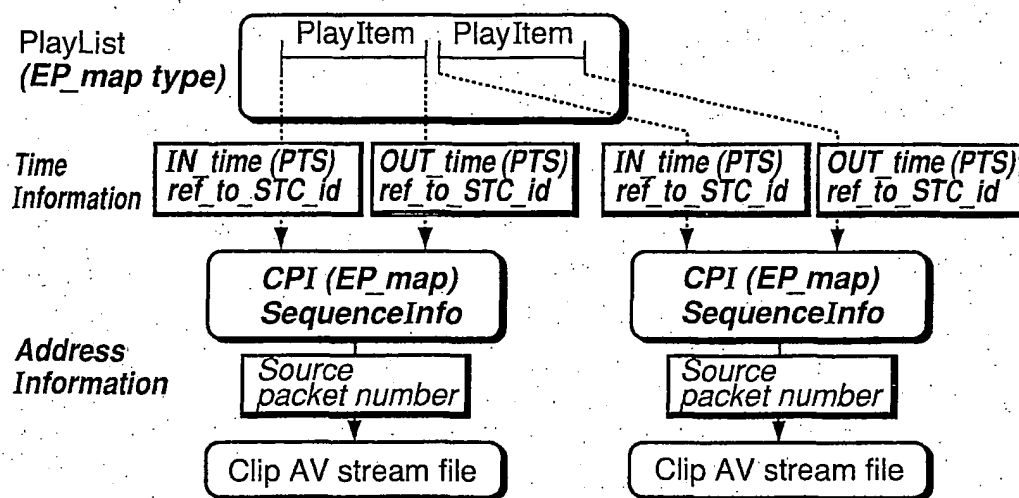 PlayList
(EP_map type)
PlayItem
PlayItem
Time
Information
IN_time (PTS)
ref_to_STC_id
OUT_time (PTS)
ref_to_STC_id
IN_time (PTS)
ref_to_STC_id
OUT_time (PTS)
ref_to_STC_id
CPI (EP_map)
SequenceInfo
CPI (EP_map)
SequenceInfo
Address
Information
Source
packet number
Source
packet number
Clip AV stream file
Clip AV stream file